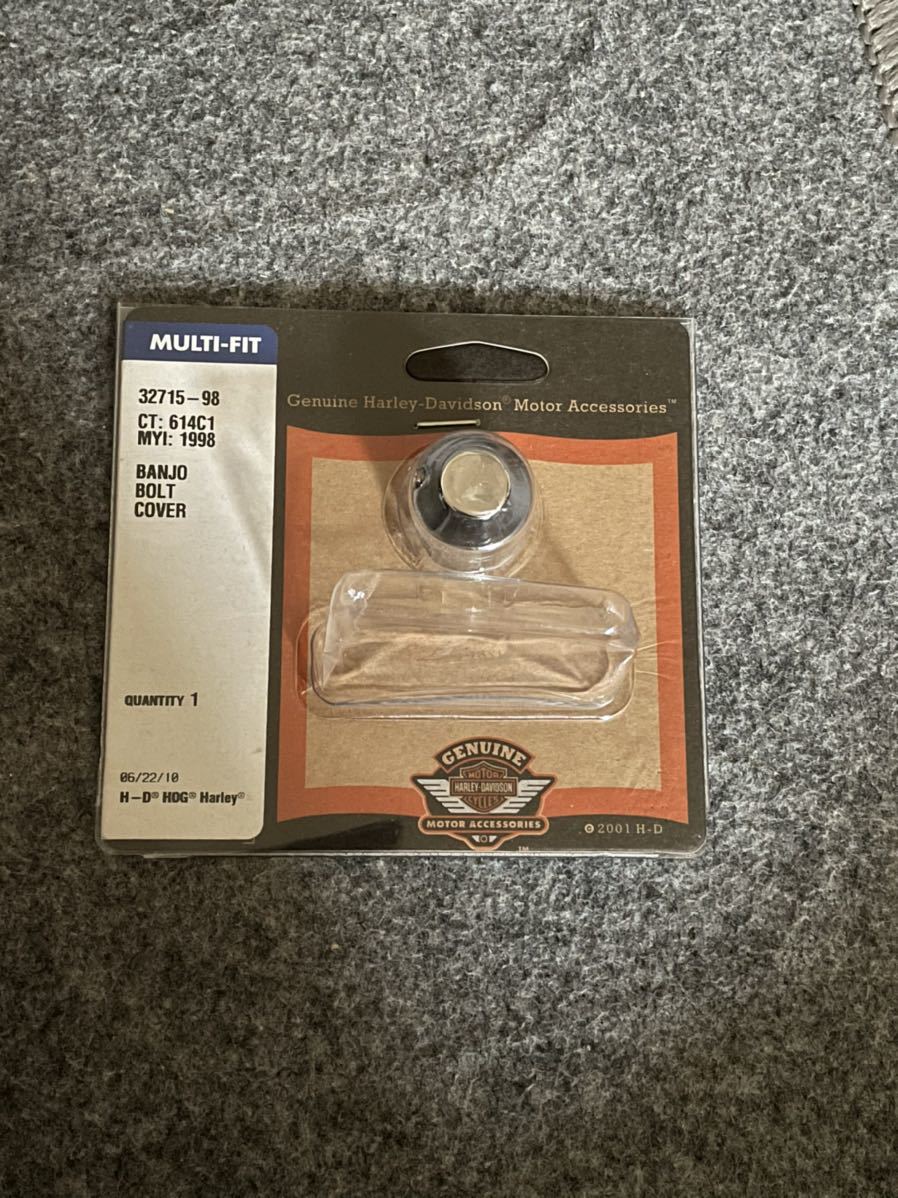 MULTI-FIT
32715-98
CT: 614C1
MYI: 1998
BANJO
BOLT
COVER
QUANTITY 1
06/22/10
H-D® HOG® Harley®
Genuine Harley-Davidson® Motor Accessories™
GENUINE
MOTOR
HARLEY-DAVIDSON
CYCLES
MOTOR ACCESSORIES
TM
© 2001 H-D